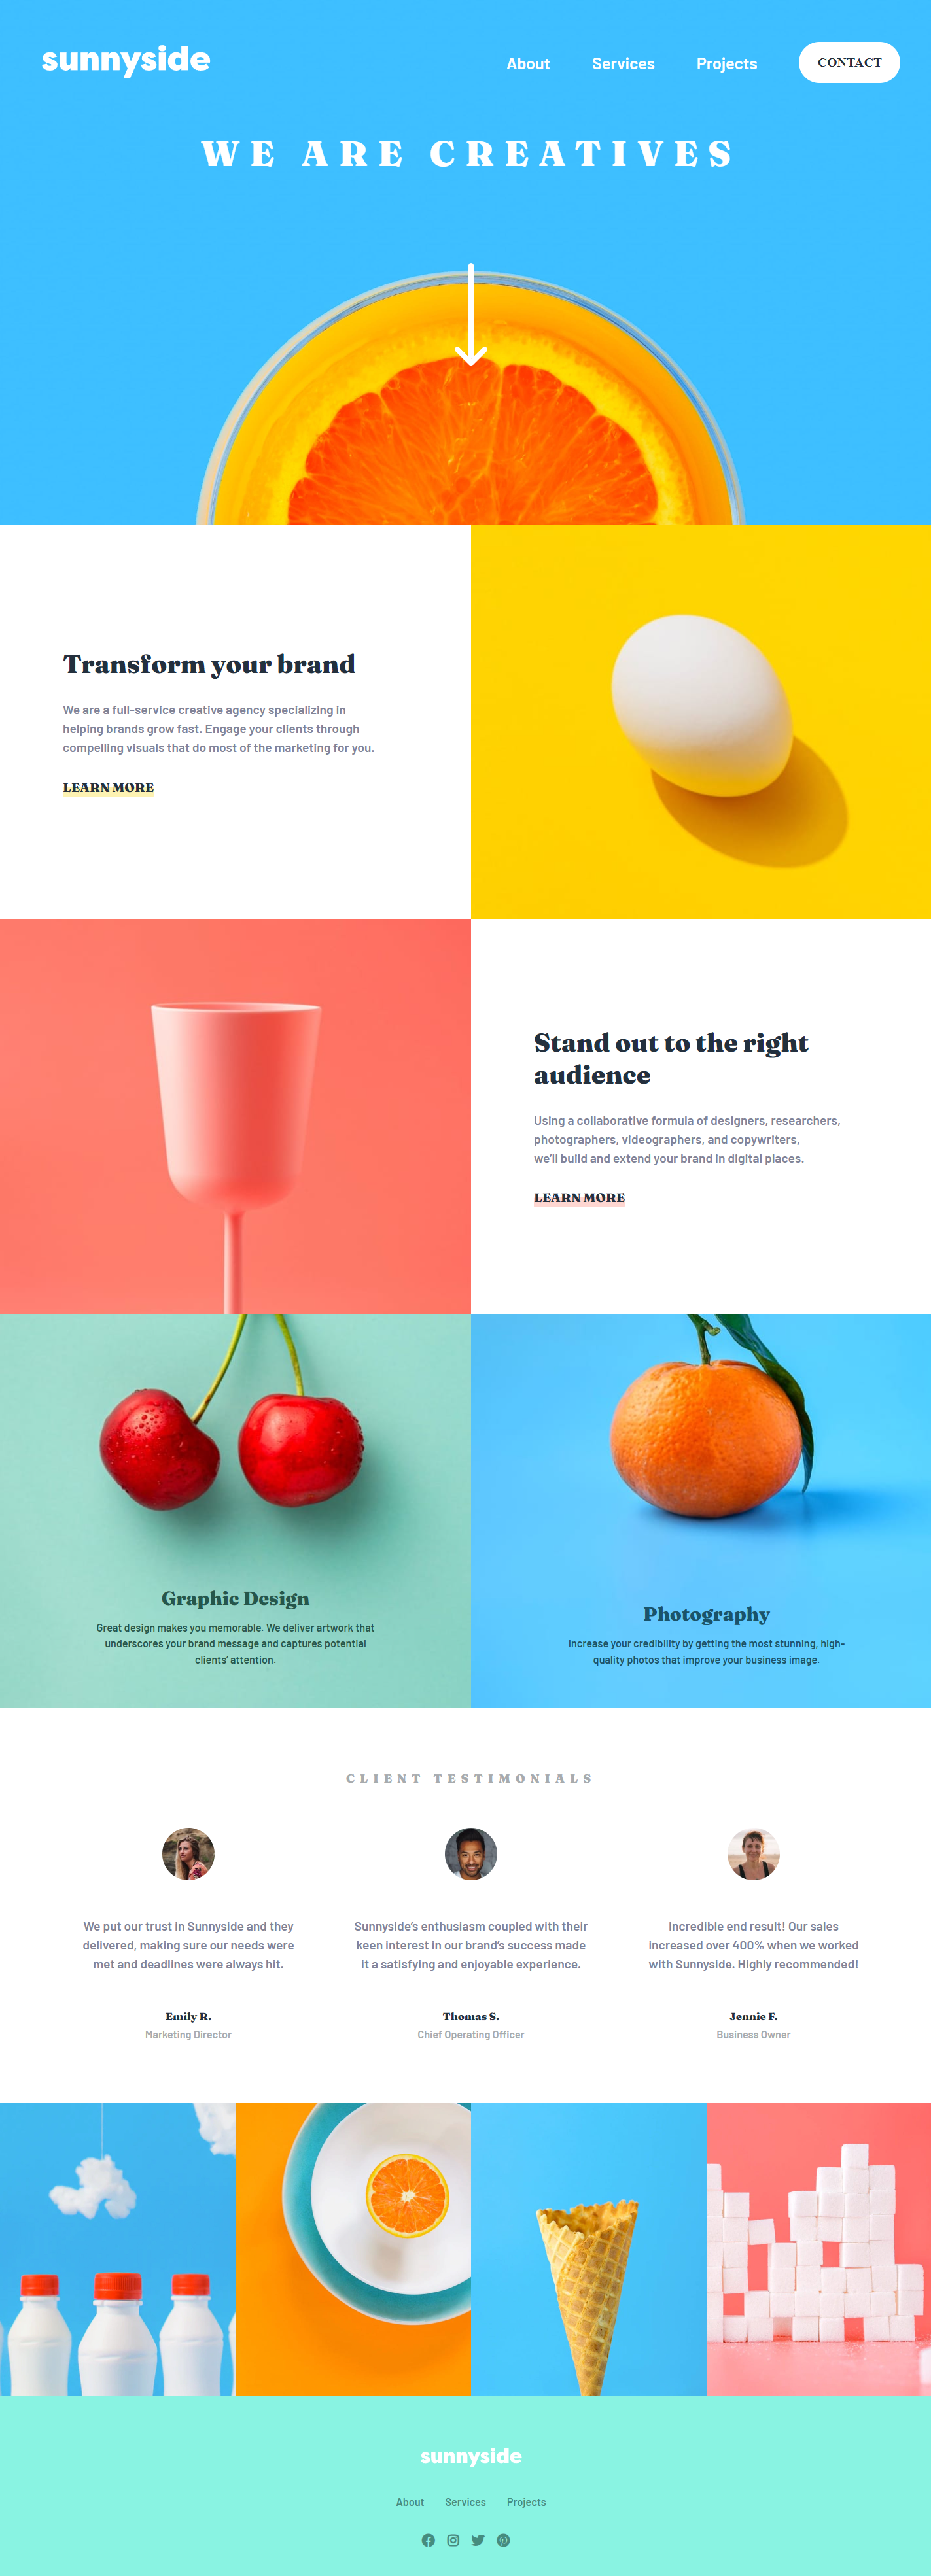 sunnyside
About Services Projects CONTACT
WE ARE CREATIVES
Transform your brand
We are a full-service creative agency specializing in
helping brands grow fast. Engage your clients through
compelling visuals that do most of the marketing for you.
LEARN MORE
Stand out to the right
audience
Using a collaborative formula of designers, researchers,
photographers, videographers, and copywriters,
we'll build and extend your brand in digital places.
LEARN MORE
Graphic Design
Great design makes you memorable. We deliver artwork that
underscores your brand message and captures potential
clients' attention.
Photography
Increase your credibility by getting the most stunning, high-
quality photos that improve your business image.
CLIENT TESTIMONIALS
We put our trust in Sunnyside and they
delivered, making sure our needs were
met and deadlines were always hit.
Emily R.
Marketing Director
Sunnyside's enthusiasm coupled with their
keen interest in our brand's success made
it a satisfying and enjoyable experience.
Thomas S.
Chief Operating Officer
Incredible end result! Our sales
increased over 400% when we worked
with Sunnyside. Highly recommended!
Jennie F.
Business Owner
sunnyside
About Services Projects